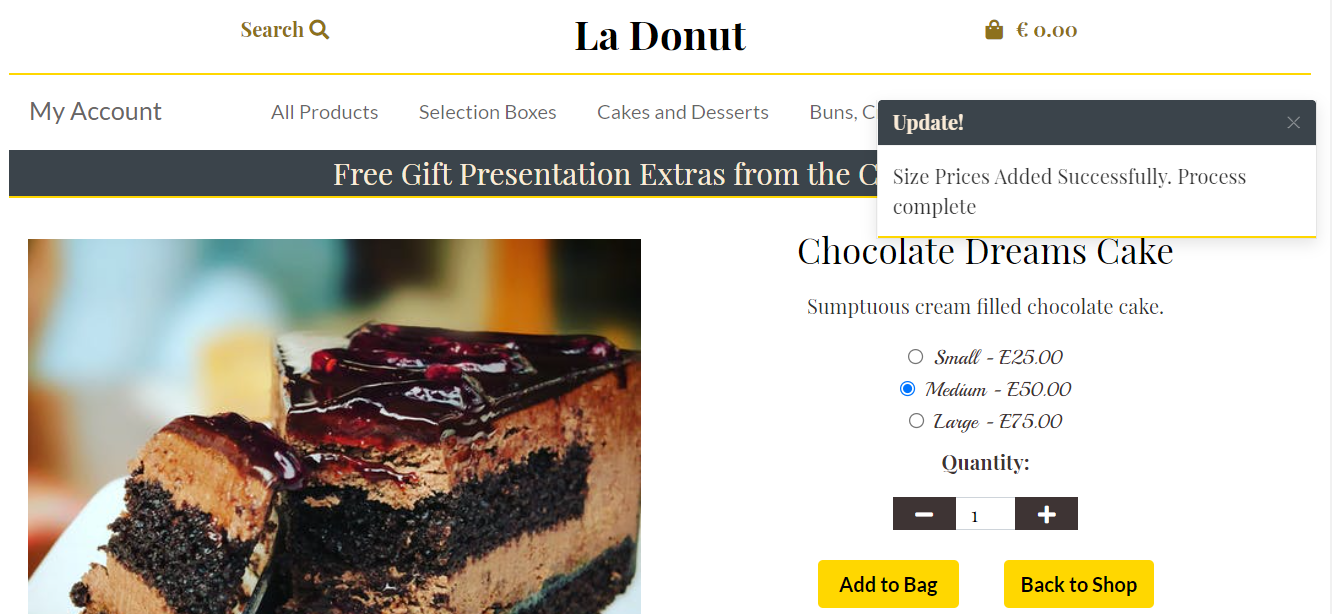 Search
La Donut
€ 0.00
My Account
All Products
Selection Boxes
Cakes and Desserts
Buns, C
Update!
Free Gift Presentation Extras from the C
Size Prices Added Successfully. Process
complete
Chocolate Dreams Cake
Sumptuous cream filled chocolate cake.
Small - £25.00
Medium - £50.00
Large - £75.00
Quantity:
1
Add to Bag
Back to Shop